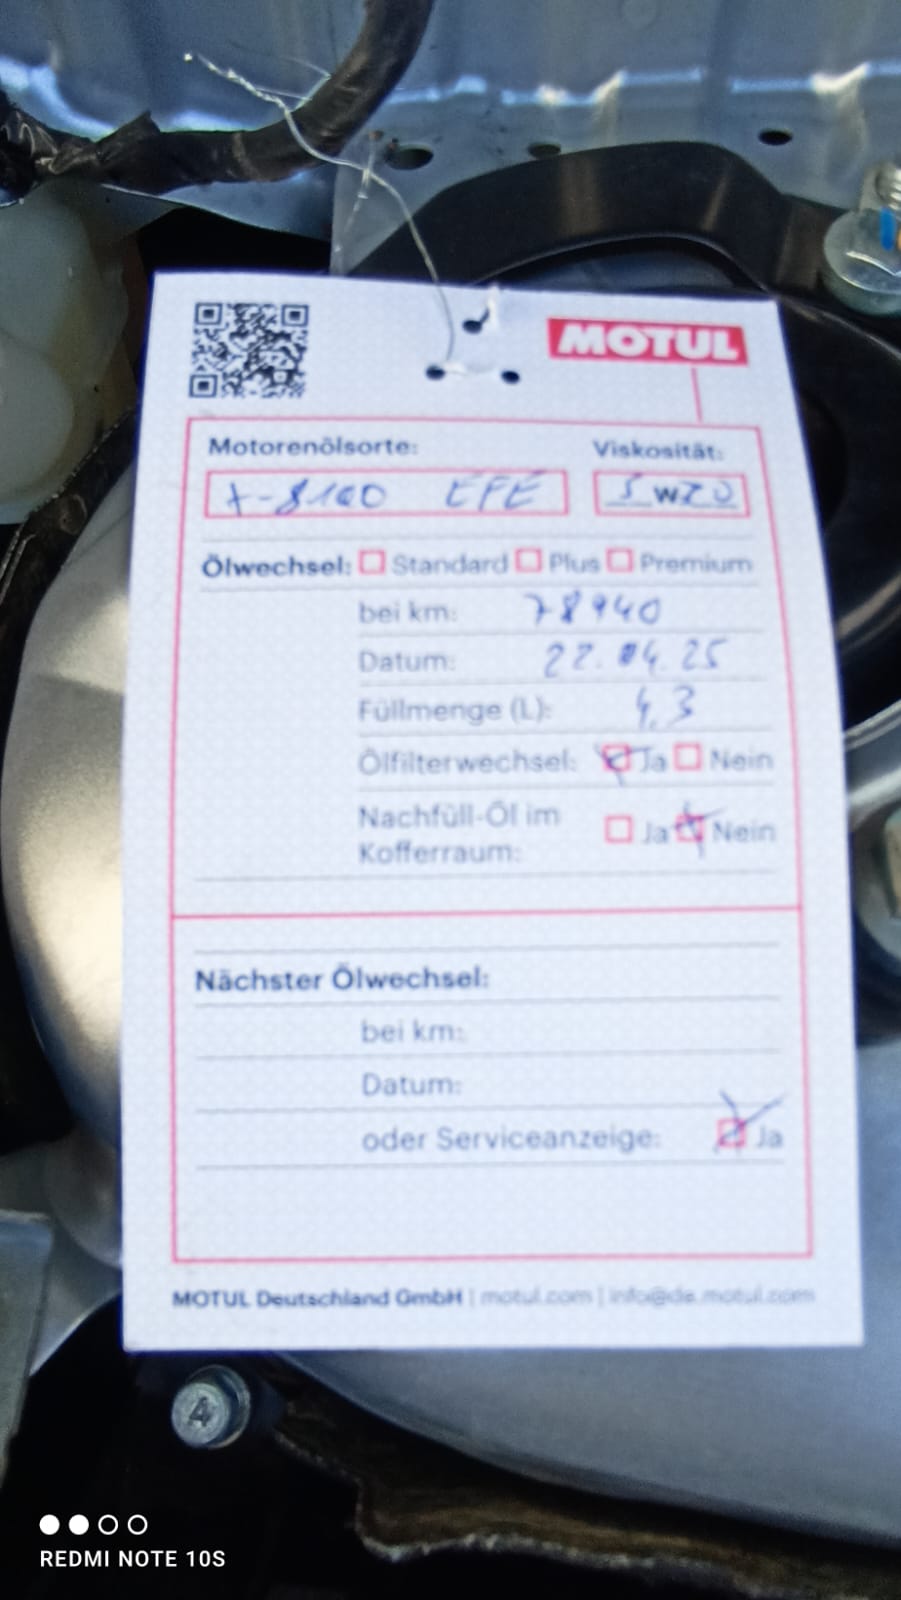 MOTUL
Motorenölsorte: Viskosität:
X-8100 EFE 5W20
Ölwechsel: Standard Plus Premium
bei km: 78940
Datum: 22.04.25
Füllmenge (L): 4,3
Ölfilterwechsel: Ja Nein
Nachfüll-Öl im
Kofferraum: Ja Nein
Nächster Ölwechsel:
bei km:
Datum:
oder Serviceanzeige: Ja
MOTUL Deutschland GmbH | motul.com | info@de.motul.com
4
REDMI NOTE 10S